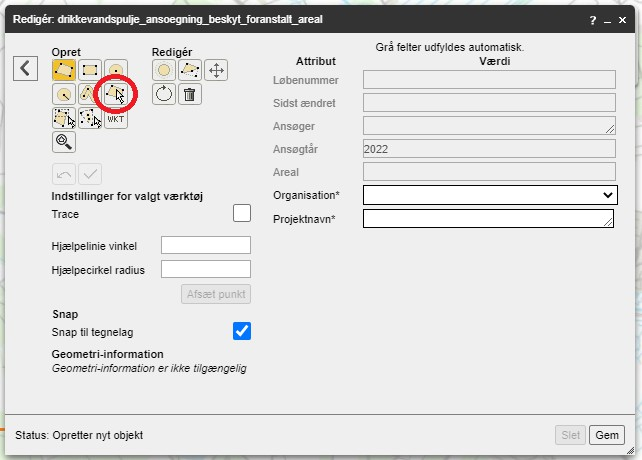 Redigér: drikkevandspulje_ansoegning_beskyt_foranstalt_areal
?
Opret
Redigér
WKT
Indstillinger for valgt værktøj
Trace
Hjælpelinie vinkel
Hjælpecirkel radius
Afsæt punkt
Snap
Snap til tegnelag
Geometri-information
Geometri-information er ikke tilgængelig
Grå felter udfyldes automatisk.
Attribut Værdi
Løbenummer
Sidst ændret
Ansøger
Ansøgtår 2022
Areal
Organisation*
Projektnavn*
Status: Opretter nyt objekt
Slet Gem